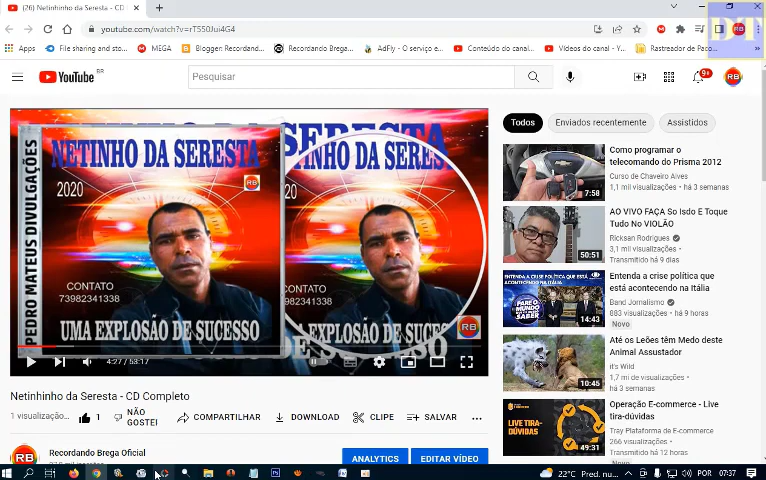 (26) Netinhinho da Seresta - CD
youtube.com/watch?v=rT550Jui4G4
Apps
File sharing and sto...
MEGA
Blogger: Recordand...
Recordando Brega...
AdFly - O serviço e...
Conteúdo do canal...
Vídeos do canal - Y...
Rastreador de Paco...
YouTube BR
Pesquisar
9+
RB
NETINHO DA SERESTA
2020
PEDRO MATEUS DIVULGAÇÕES
CONTATO
73982341338
UMA EXPLOSÃO DE SUCESSO
4:27 / 53:17
Netinhinho da Seresta - CD Completo
1 visualização...
1
NÃO GOSTEI
COMPARTILHAR
DOWNLOAD
CLIPE
SALVAR
Recordando Brega Oficial
ANALYTICS
EDITAR VÍDEO
Todos
Enviados recentemente
Assistidos
Como programar o
telecomando do Prisma 2012
Curso de Chaveiro Alves
1,1 mil visualizações • há 3 semanas
7:58
AO VIVO FAÇA So Isdo E Toque
Tudo No VIOLÃO
Ricksan Rodrigues
3,1 mil visualizações •
Transmitido há 9 dias
50:51
Entenda a crise política que está
acontecendo na Itália
Band Jornalismo
883 visualizações • há 9 horas
Novo
14:43
Até os Leões têm Medo deste
Animal Assustador
it's Wild
1,7 mi de visualizações •
10:45
Operação E-commerce - Live
tira-dúvidas
Tray Plataforma de E-commerce
266 visualizações •
Transmitido há 12 horas
LIVE TIRA-
DÚVIDAS
49:31
22°C Pred. nu...
POR
07:37